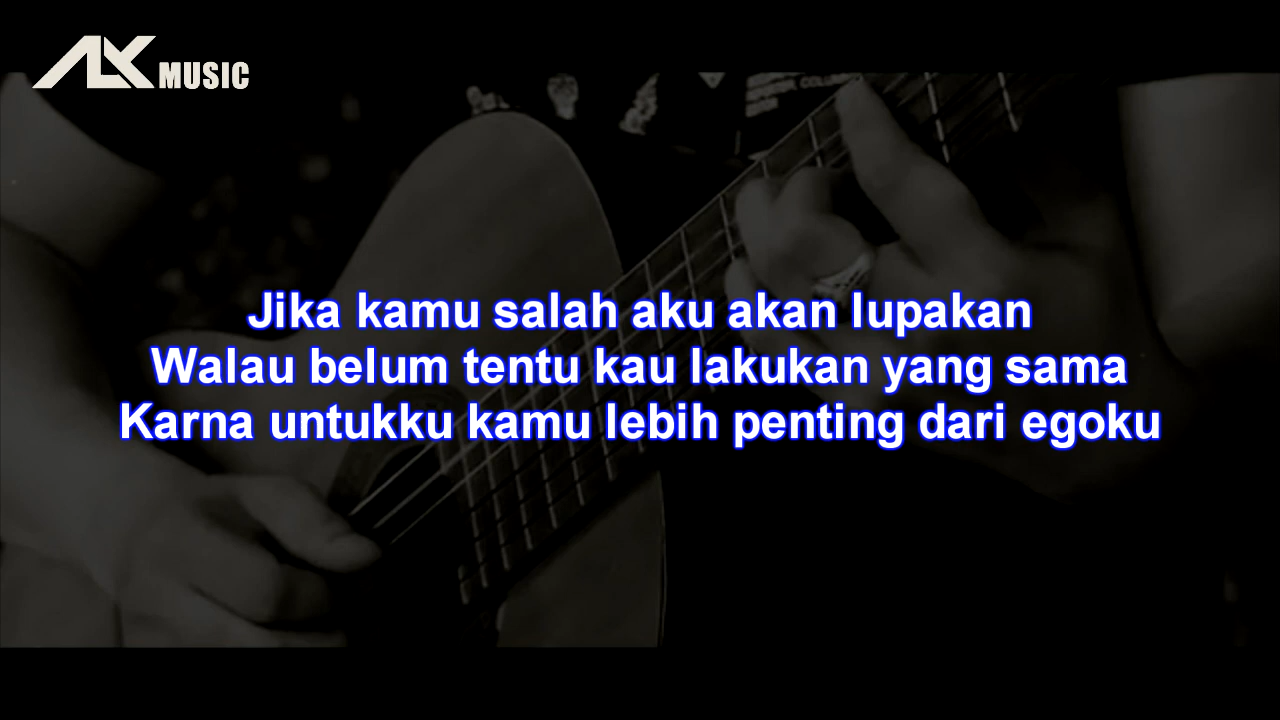 ALK MUSIC
Jika kamu salah aku akan lupakan
Walau belum tentu kau lakukan yang sama
Karna untukku kamu lebih penting dari egoku